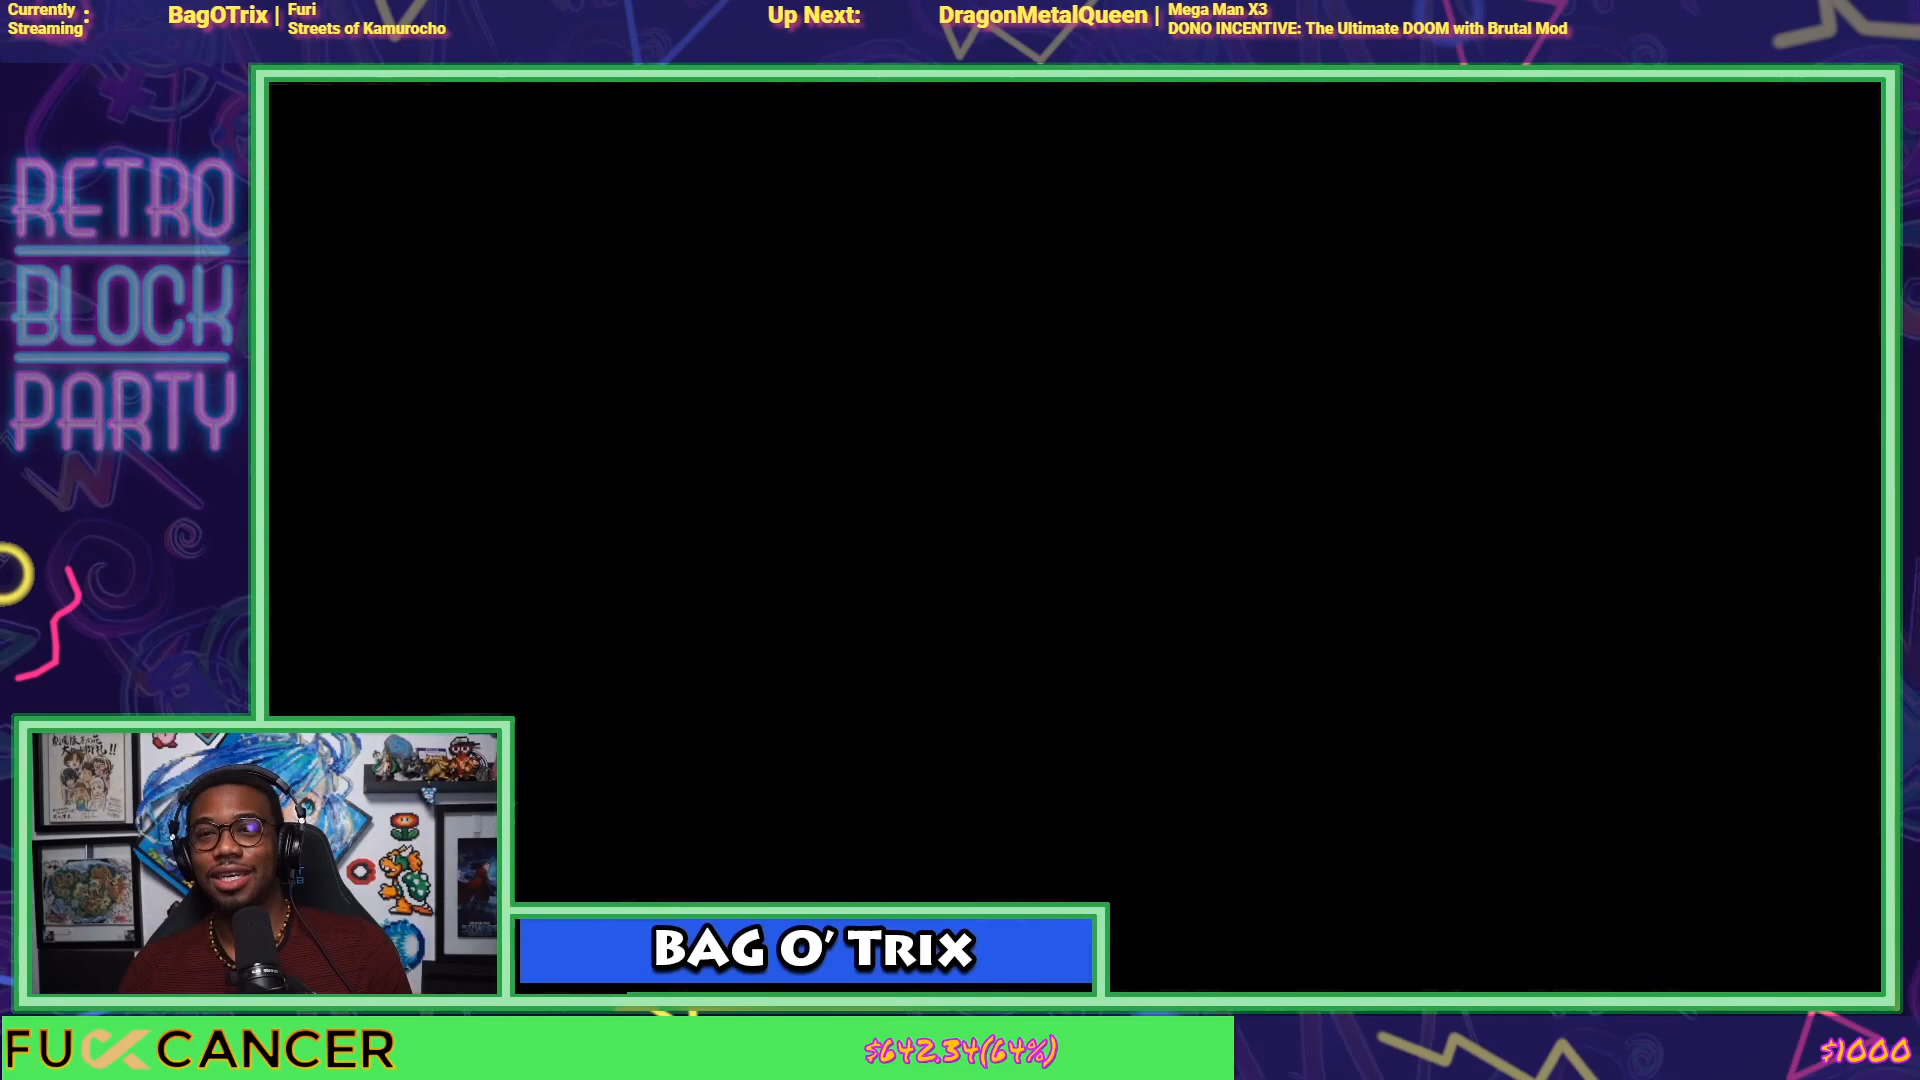 Currently
Streaming :
BagOTrix |
Furi
Streets of Kamurocho
Up Next:
DragonMetalQueen |
Mega Man X3
DONO INCENTIVE: The Ultimate DOOM with Brutal Mod
RETRO
BLOCK
PARTY
BAG O' TRIX
FUCK CANCER
$642.34(64%)
$1000